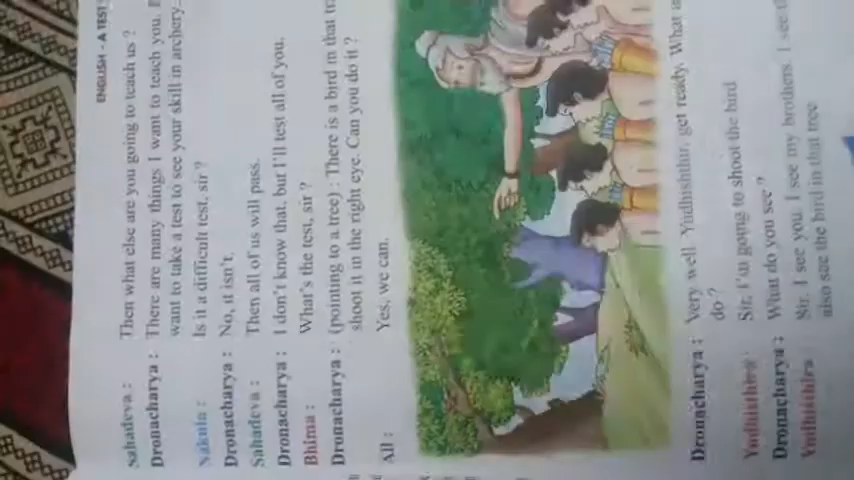 ENGLISH - A TEST
Sahadeva : Then what else are you going to teach us ?
Dronacharya : There are many things I want to teach you.
want to take a test to see your skill in archery.
Nakula : Is it a difficult test, sir ?
Dronacharya : No, it isn't.
Sahadeva : Then all of us will pass.
Dronacharya : I don't know that, but I'll test all of you.
Bhima : What's the test, sir ?
Dronacharya : (pointing to a tree) : There is a bird in that
shoot it in the right eye. Can you do it ?
All : Yes, we can.
Dronacharya : Very well. Yudhishthir, get ready. What
do ?
Yudhisthira : Sir, I'm going to shoot the bird
Dronacharya : What do you see ?
Yudhisthira Sir, I see you. I see my brothers. I see
also see the bird in that tree